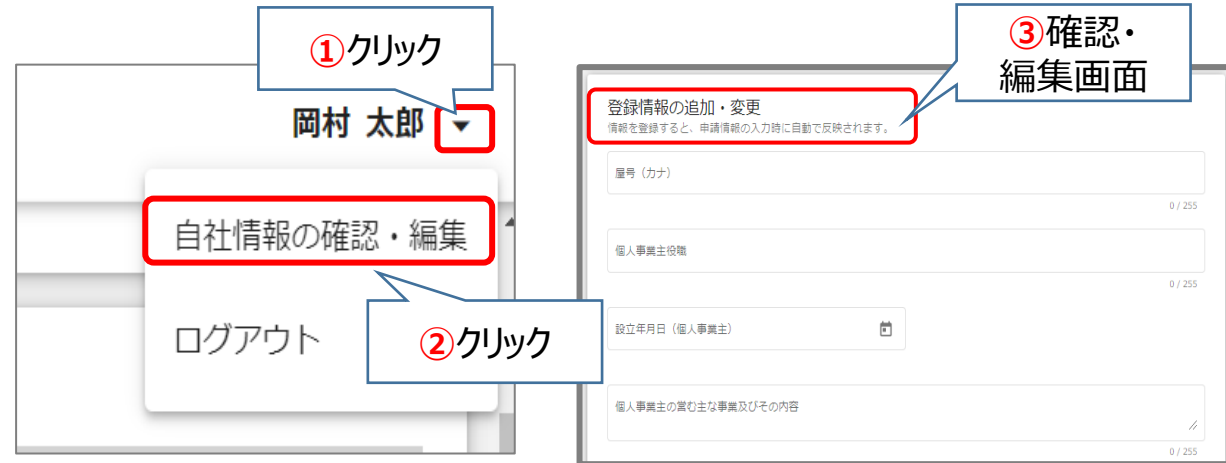 ①クリック
岡村 太郎
自社情報の確認・編集
ログアウト
②クリック
③確認・
編集画面
登録情報の追加・変更
情報を登録すると、申請情報の入力時に自動で反映されます。
屋号（カナ）
0 / 255
個人事業主役職
0 / 255
設立年月日（個人事業主）
個人事業主の営む主な事業及びその内容
0 / 255